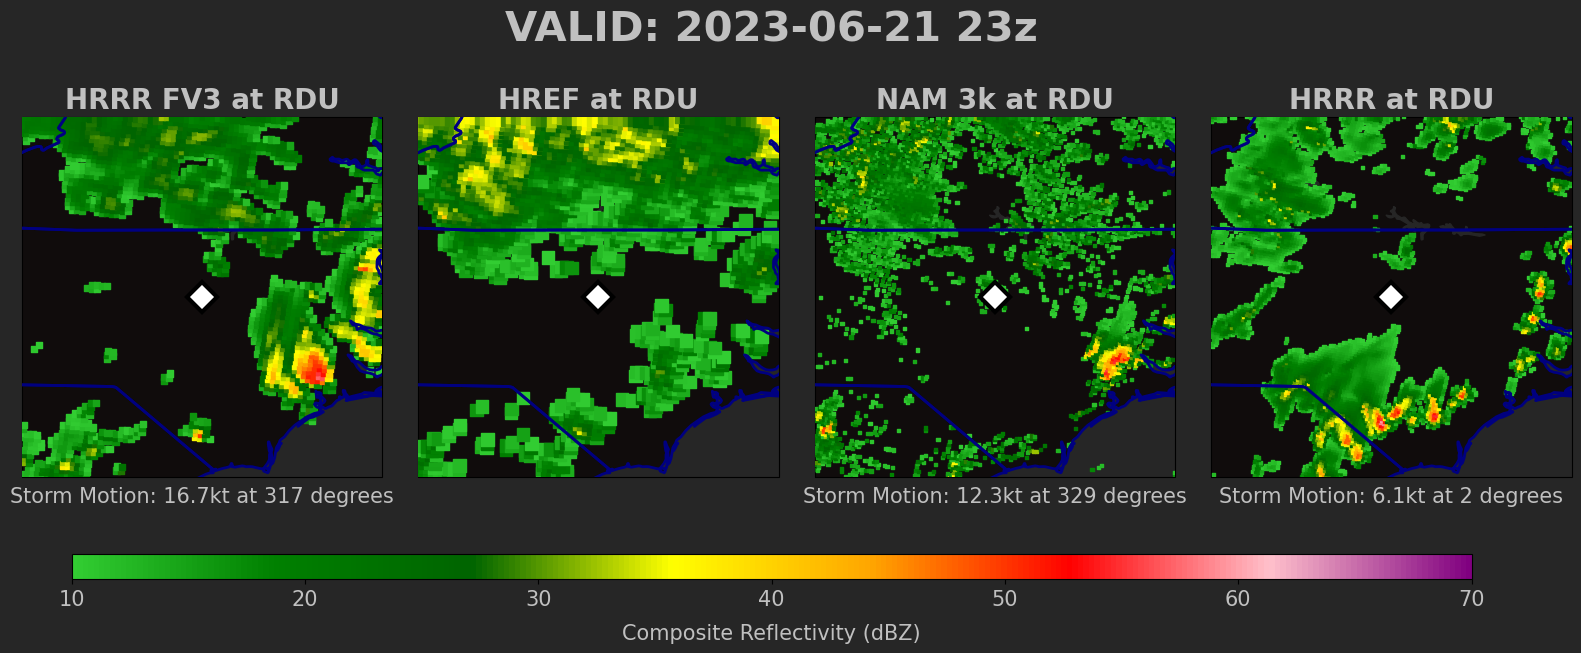 VALID: 2023-06-21 23z
HRRR FV3 at RDU
HREF at RDU
NAM 3k at RDU
HRRR at RDU
Storm Motion: 16.7kt at 317 degrees
Storm Motion: 12.3kt at 329 degrees
Storm Motion: 6.1kt at 2 degrees
10 20 30 40 50 60 70
Composite Reflectivity (dBZ)